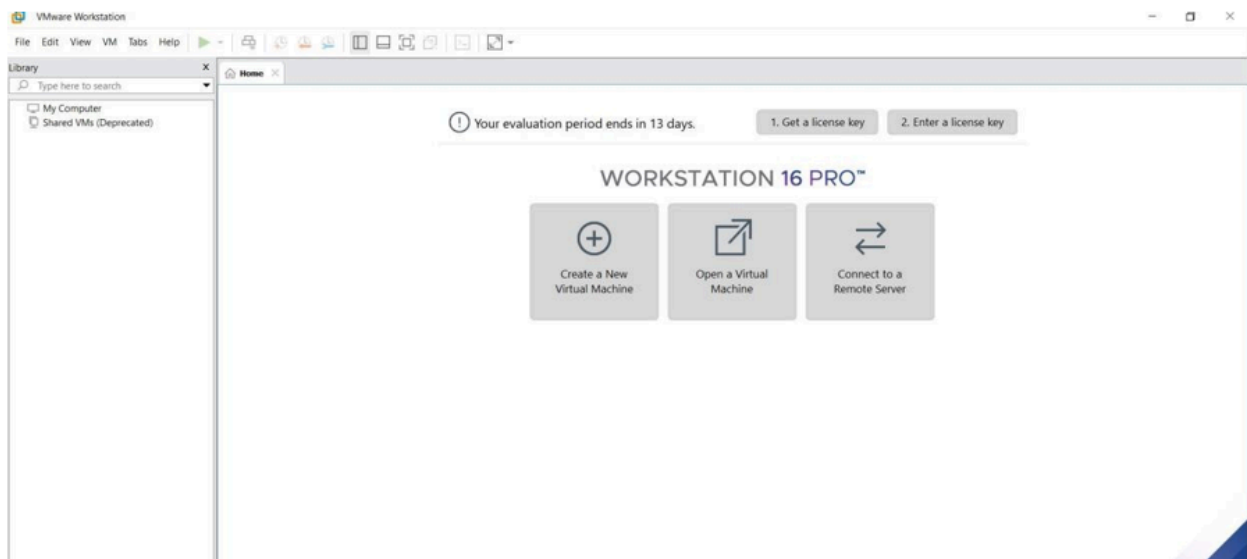 VMware Workstation
File Edit View VM Tabs Help
Library X
Type here to search
My Computer
Shared VMs (Deprecated)
Home
Your evaluation period ends in 13 days.
1. Get a license key
2. Enter a license key
WORKSTATION 16 PRO™
Create a New
Virtual Machine
Open a Virtual
Machine
Connect to a
Remote Server